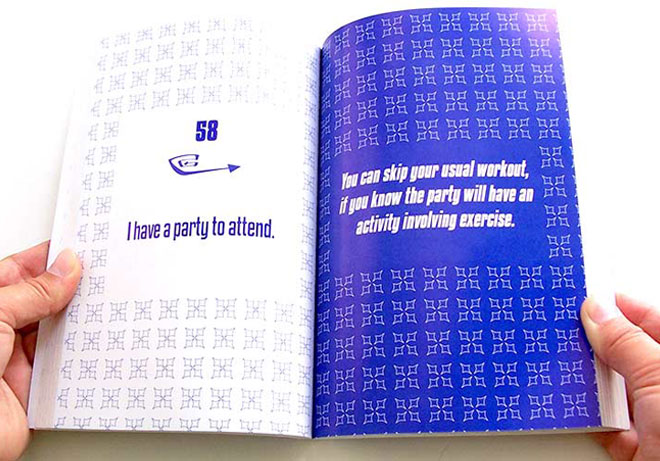 58
I have a party to attend.
You can skip your usual workout,
if you know the party will have an
activity involving exercise.